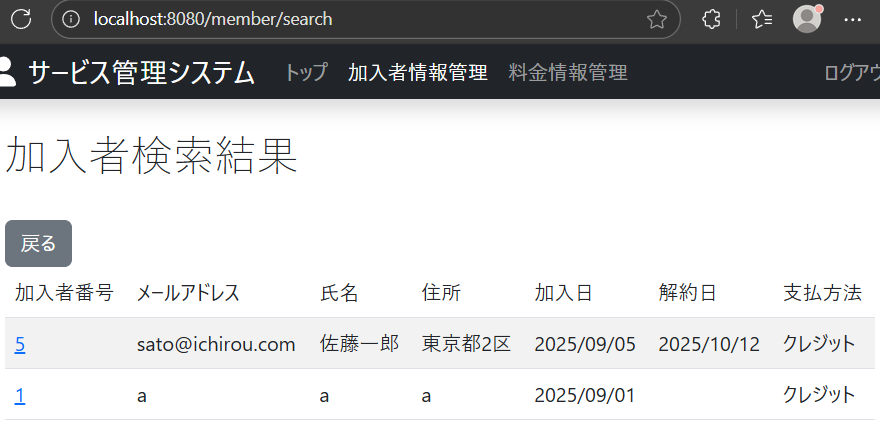 localhost:8080/member/search
サービス管理システム トップ 加入者情報管理 料金情報管理 ログアウ
加入者検索結果
戻る
加入者番号 メールアドレス 氏名 住所 加入日 解約日 支払方法
5 sato@ichirou.com 佐藤一郎 東京都2区 2025/09/05 2025/10/12 クレジット
1 a a a 2025/09/01 クレジット